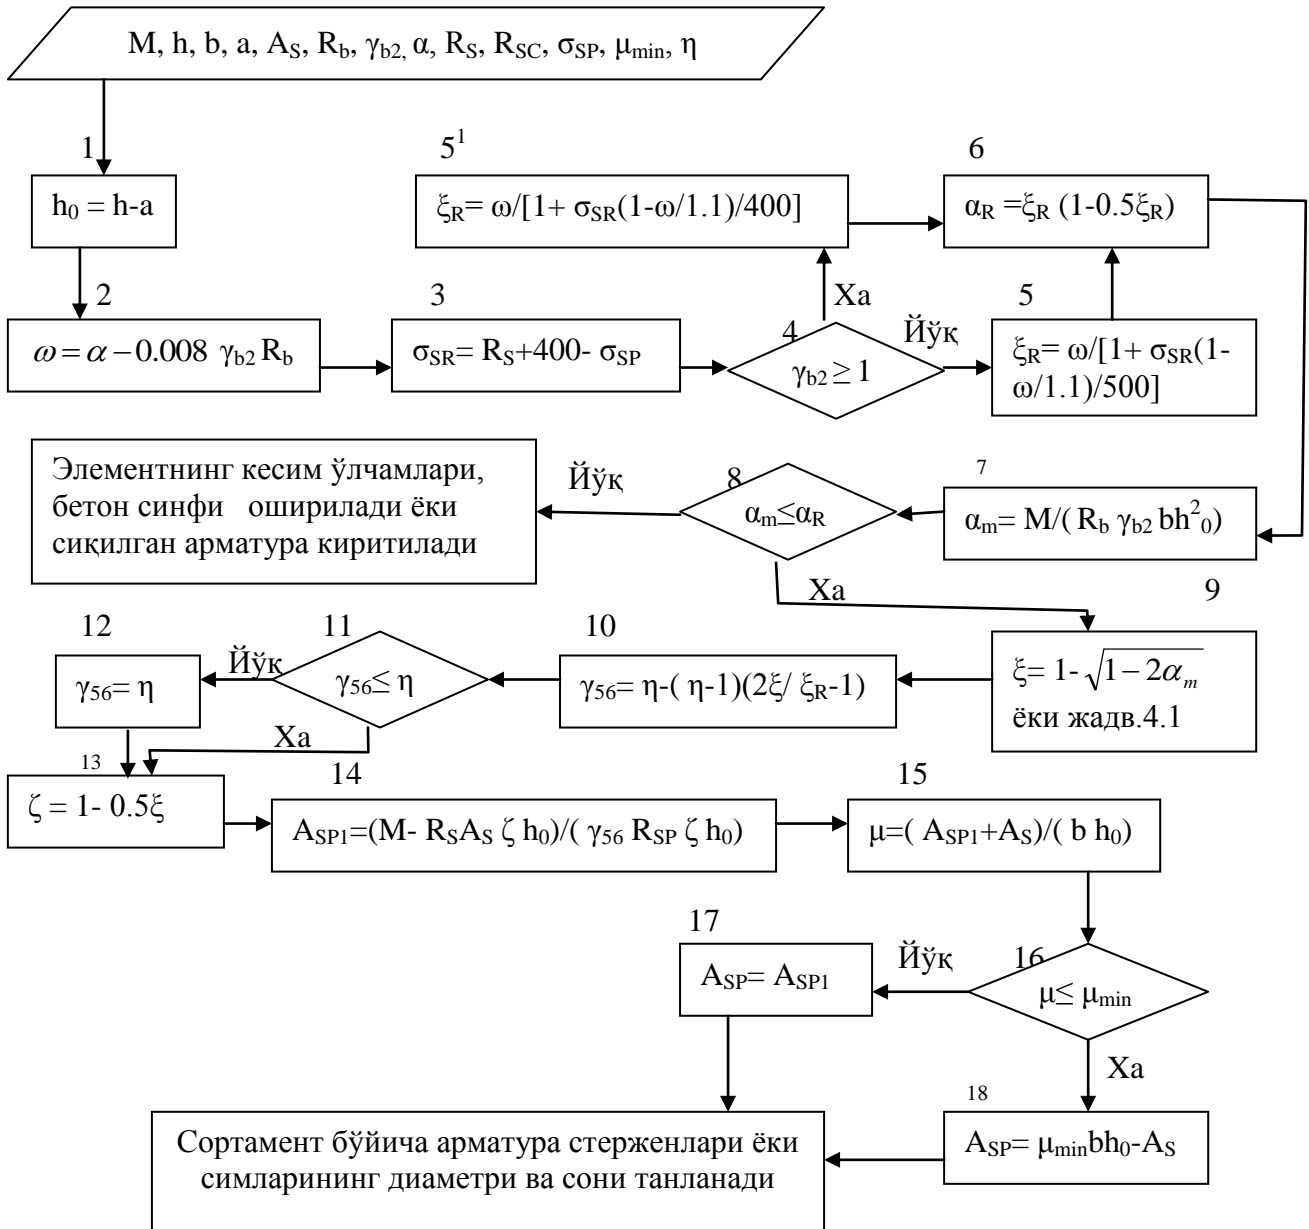 M, h, b, a, A_S, R_b, γ_b2, α, R_S, R_SC, σ_SP, μ_min, η
1
h_0 = h-a
5^1
ξ_R= ω/[1+ σ_SR(1-ω/1.1)/400]
6
α_R =ξ_R (1-0.5ξ_R)
2
ω = α − 0.008 γ_b2 R_b
3
σ_SR= R_S+400- σ_SP
Ха
4
γ_b2 ≥ 1
Йўқ
5
ξ_R= ω/[1+ σ_SR(1-
ω/1.1)/500]
Элементнинг кесим ўлчамлари,
бетон синфи оширилади ёки
сиқилган арматура киритилади
Йўқ
8
α_m≤α_R
7
α_m= M/( R_b γ_b2 bh^2_0)
Ха
9
ξ= 1-√(1−2α_m)
ёки жадв.4.1
10
γ_56= η-( η-1)(2ξ/ ξ_R-1)
11
γ_56≤ η
Йўқ
12
γ_56= η
Ха
13
ζ = 1- 0.5ξ
14
A_SP1=(M- R_SA_S ζ h_0)/( γ_56 R_SP ζ h_0)
15
μ=( A_SP1+A_S)/( b h_0)
16
μ≤ μ_min
Йўқ
17
A_SP= A_SP1
Ха
18
A_SP= μ_minbh_0-A_S
Сортамент бўйича арматура стерженлари ёки
симларининг диаметри ва сони танланади